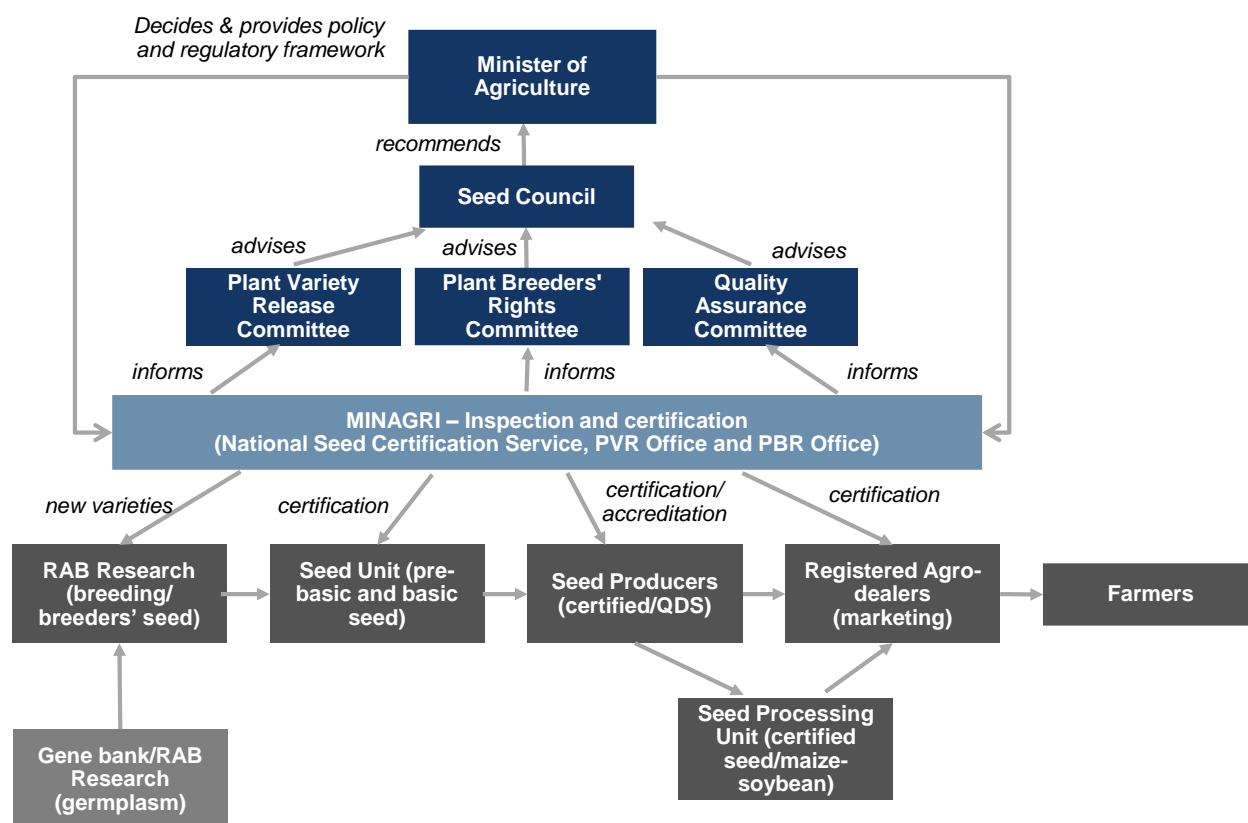 Decides & provides policy
and regulatory framework
Minister of
Agriculture
recommends
Seed Council
advises
advises
advises
Plant Variety
Release
Committee
Plant Breeders'
Rights
Committee
Quality
Assurance
Committee
informs
informs
informs
MINAGRI – Inspection and certification
(National Seed Certification Service, PVR Office and PBR Office)
new varieties
certification
certification/
accreditation
certification
RAB Research
(breeding/
breeders’ seed)
Seed Unit (pre-
basic and basic
seed)
Seed Producers
(certified/QDS)
Registered Agro-
dealers
(marketing)
Farmers
Gene bank/RAB
Research
(germplasm)
Seed Processing
Unit (certified
seed/maize-
soybean)